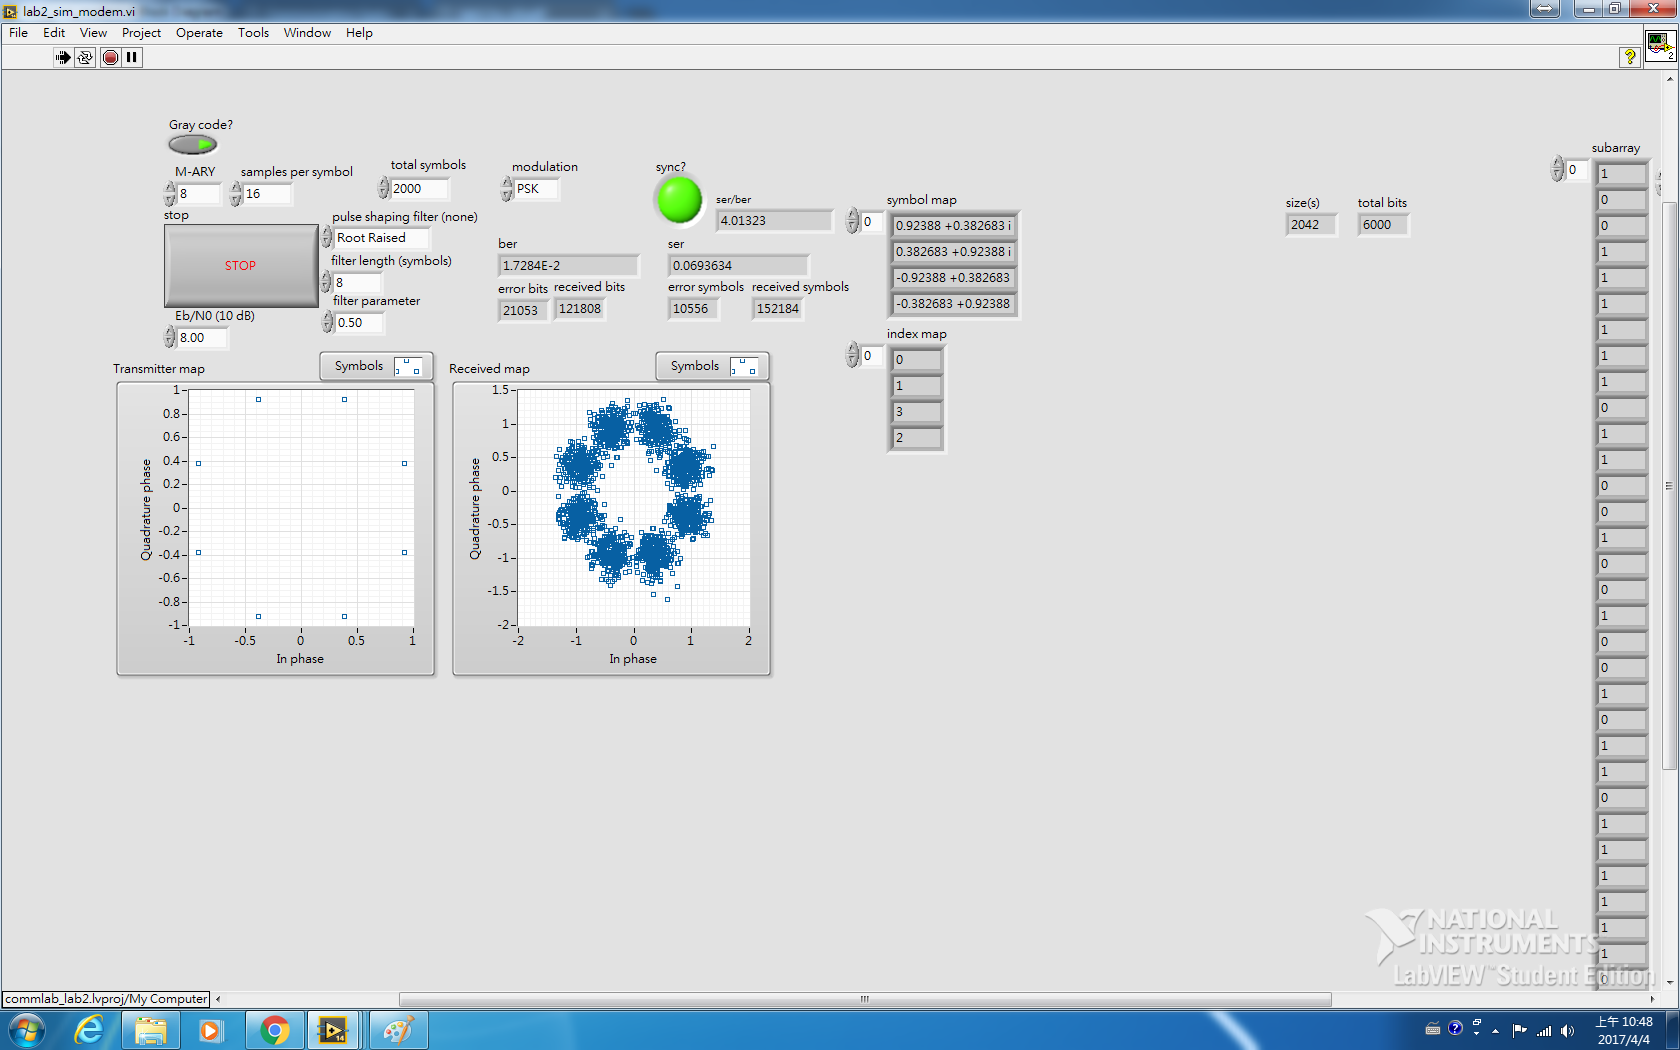 lab2_sim_modem.vi
File Edit View Project Operate Tools Window Help
Gray code?
M-ARY
8
samples per symbol
16
total symbols
2000
modulation
PSK
sync?
ser/ber
4.01323
stop
STOP
pulse shaping filter (none)
Root Raised
filter length (symbols)
8
filter parameter
0.50
Eb/N0 (10 dB)
8.00
ber
1.7284E-2
error bits received bits
21053 121808
ser
0.0693634
error symbols received symbols
10556 152184
symbol map
0
0.92388 +0.382683 i
0.382683 +0.92388 i
-0.92388 +0.382683
-0.382683 +0.92388
index map
0
0
1
3
2
size(s) total bits
2042 6000
subarray
0
1
0
0
1
1
1
1
1
1
0
1
1
0
0
1
0
0
1
0
0
1
0
1
1
0
1
1
1
1
1
1
0
Transmitter map
Symbols
1
0.8
0.6
0.4
0.2
0
-0.2
-0.4
-0.6
-0.8
-1
Quadrature phase
-1 -0.5 0 0.5 1
In phase
Received map
Symbols
1.5
1
0.5
0
-0.5
-1
-1.5
-2
Quadrature phase
-2 -1 0 1 2
In phase
NATIONAL
INSTRUMENTS
LabVIEW™ Student Edition
commlab_lab2.lvproj/My Computer
上午 10:48
2017/4/4